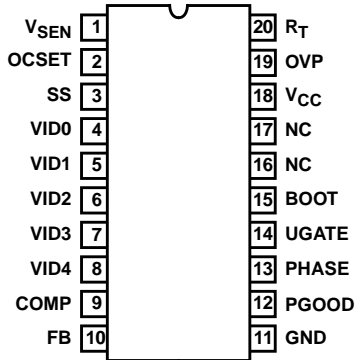 VSEN 1 20 RT
OCSET 2 19 OVP
SS 3 18 VCC
VID0 4 17 NC
VID1 5 16 NC
VID2 6 15 BOOT
VID3 7 14 UGATE
VID4 8 13 PHASE
COMP 9 12 PGOOD
FB 10 11 GND